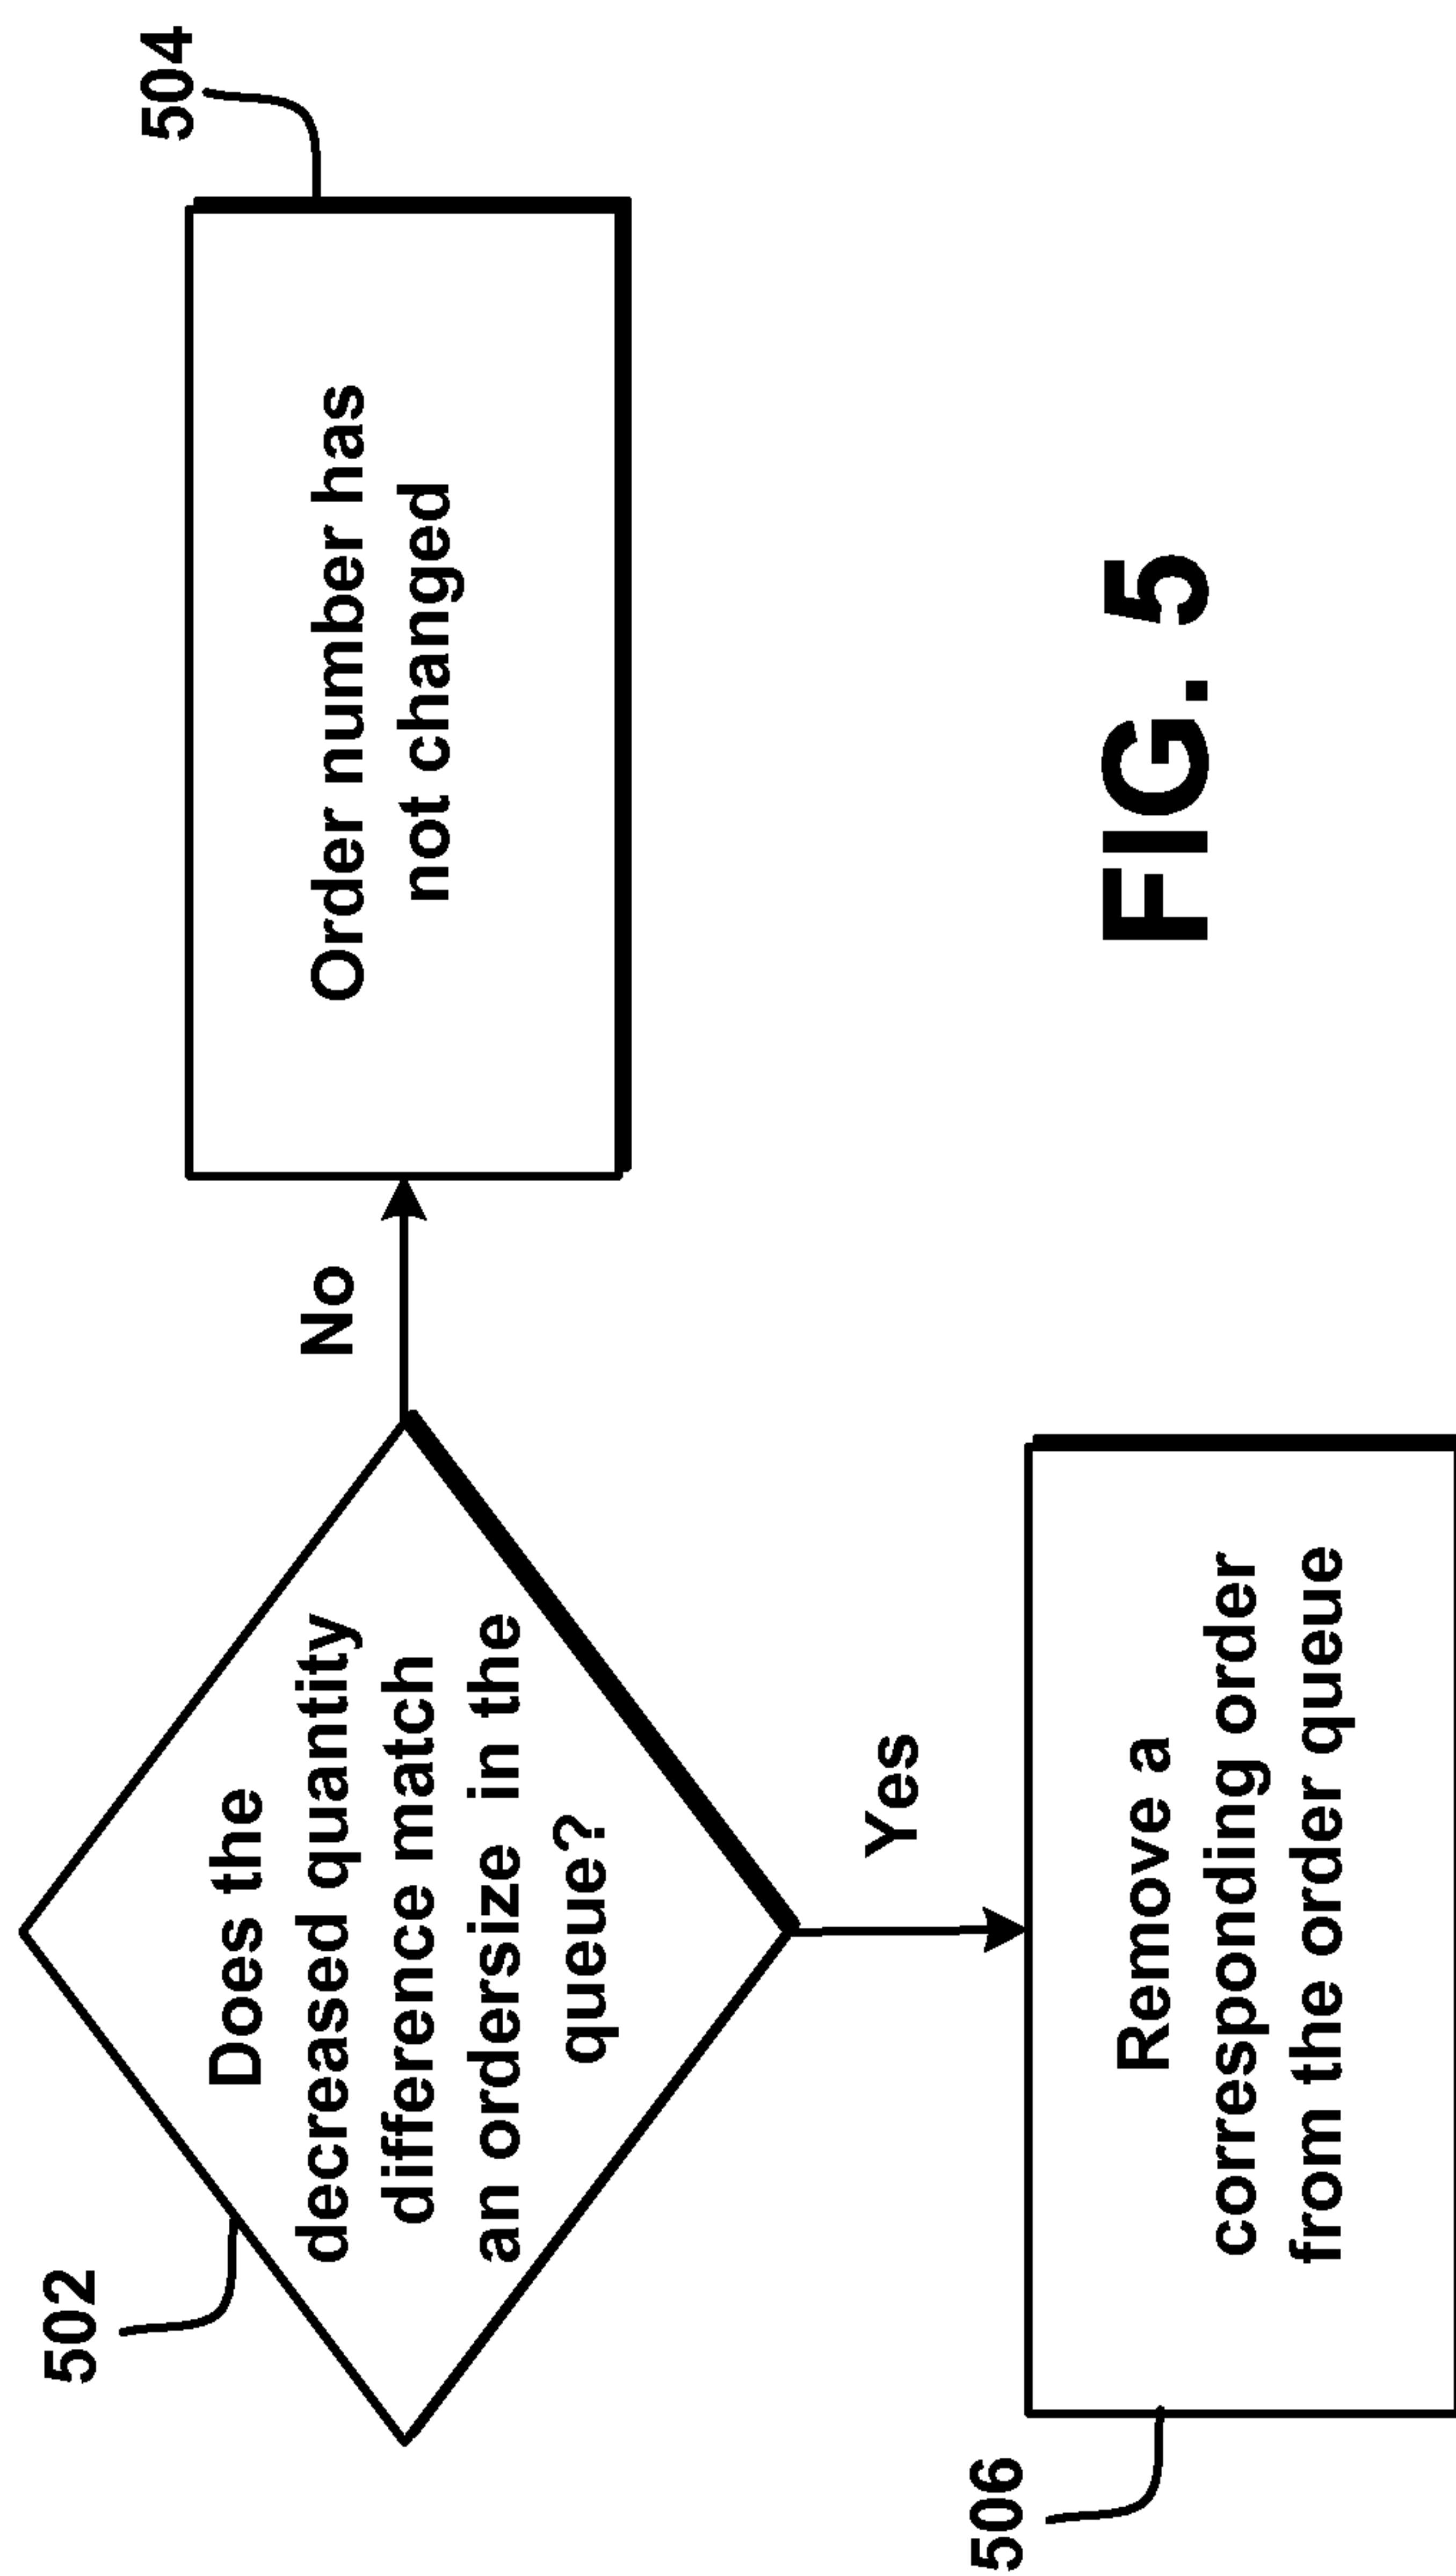 502
Does the
decreased quantity
difference match
an ordersize in the
queue?
No
504
Order number has
not changed
Yes
506
Remove a
corresponding order
from the order queue
FIG. 5